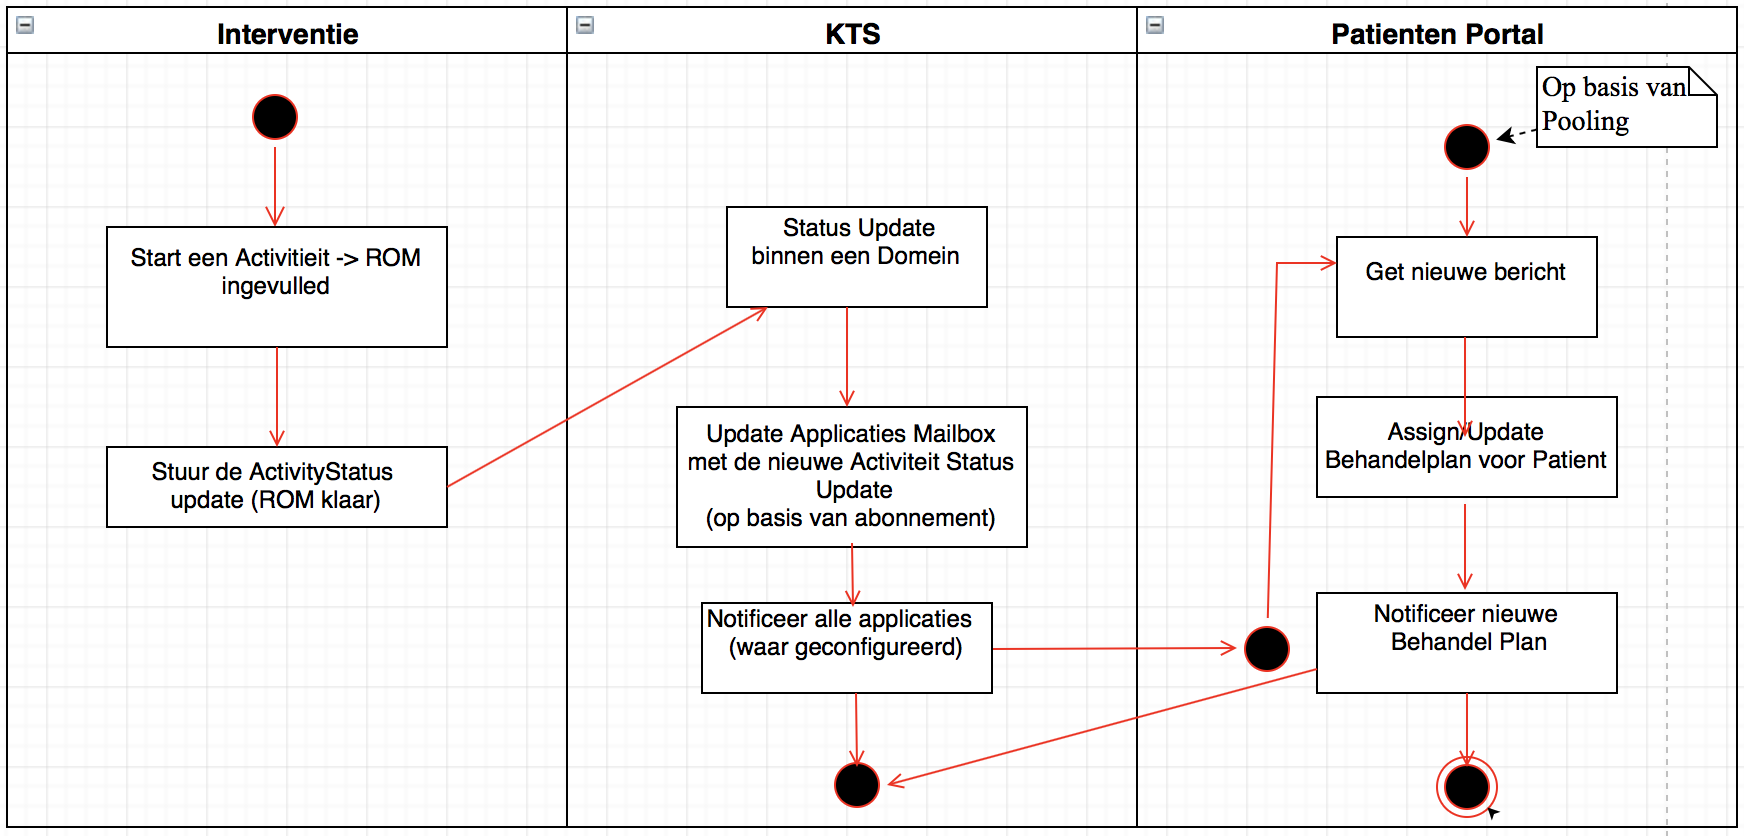 Interventie
KTS
Patienten Portal
Op basis van
Pooling
Start een Activitieit -> ROM
ingevulled
Stuur de ActivityStatus
update (ROM klaar)
Status Update
binnen een Domein
Update Applicaties Mailbox
met de nieuwe Activiteit Status
Update
(op basis van abonnement)
Notificeer alle applicaties
(waar geconfigureerd)
Get nieuwe bericht
Assign/Update
Behandelplan voor Patient
Notificeer nieuwe
Behandel Plan